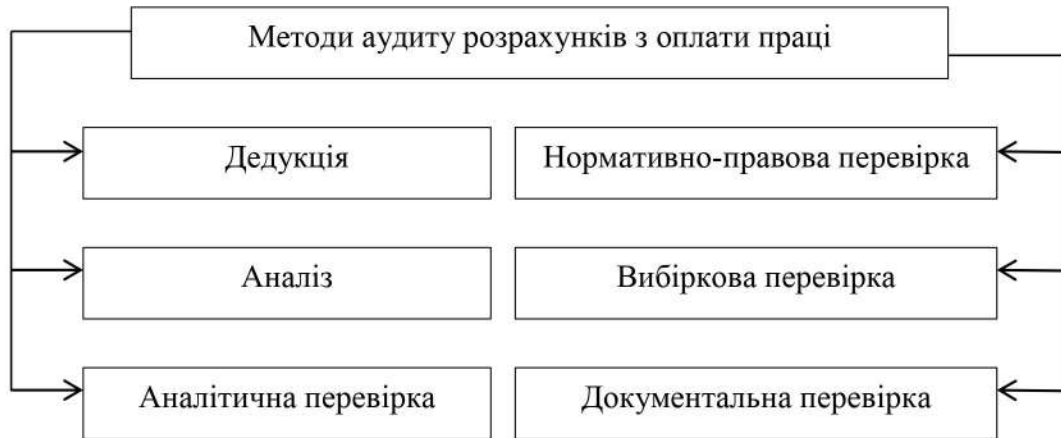 Методи аудиту розрахунків з оплати праці
Дедукція
Нормативно-правова перевірка
Аналіз
Вибіркова перевірка
Аналітична перевірка
Документальна перевірка